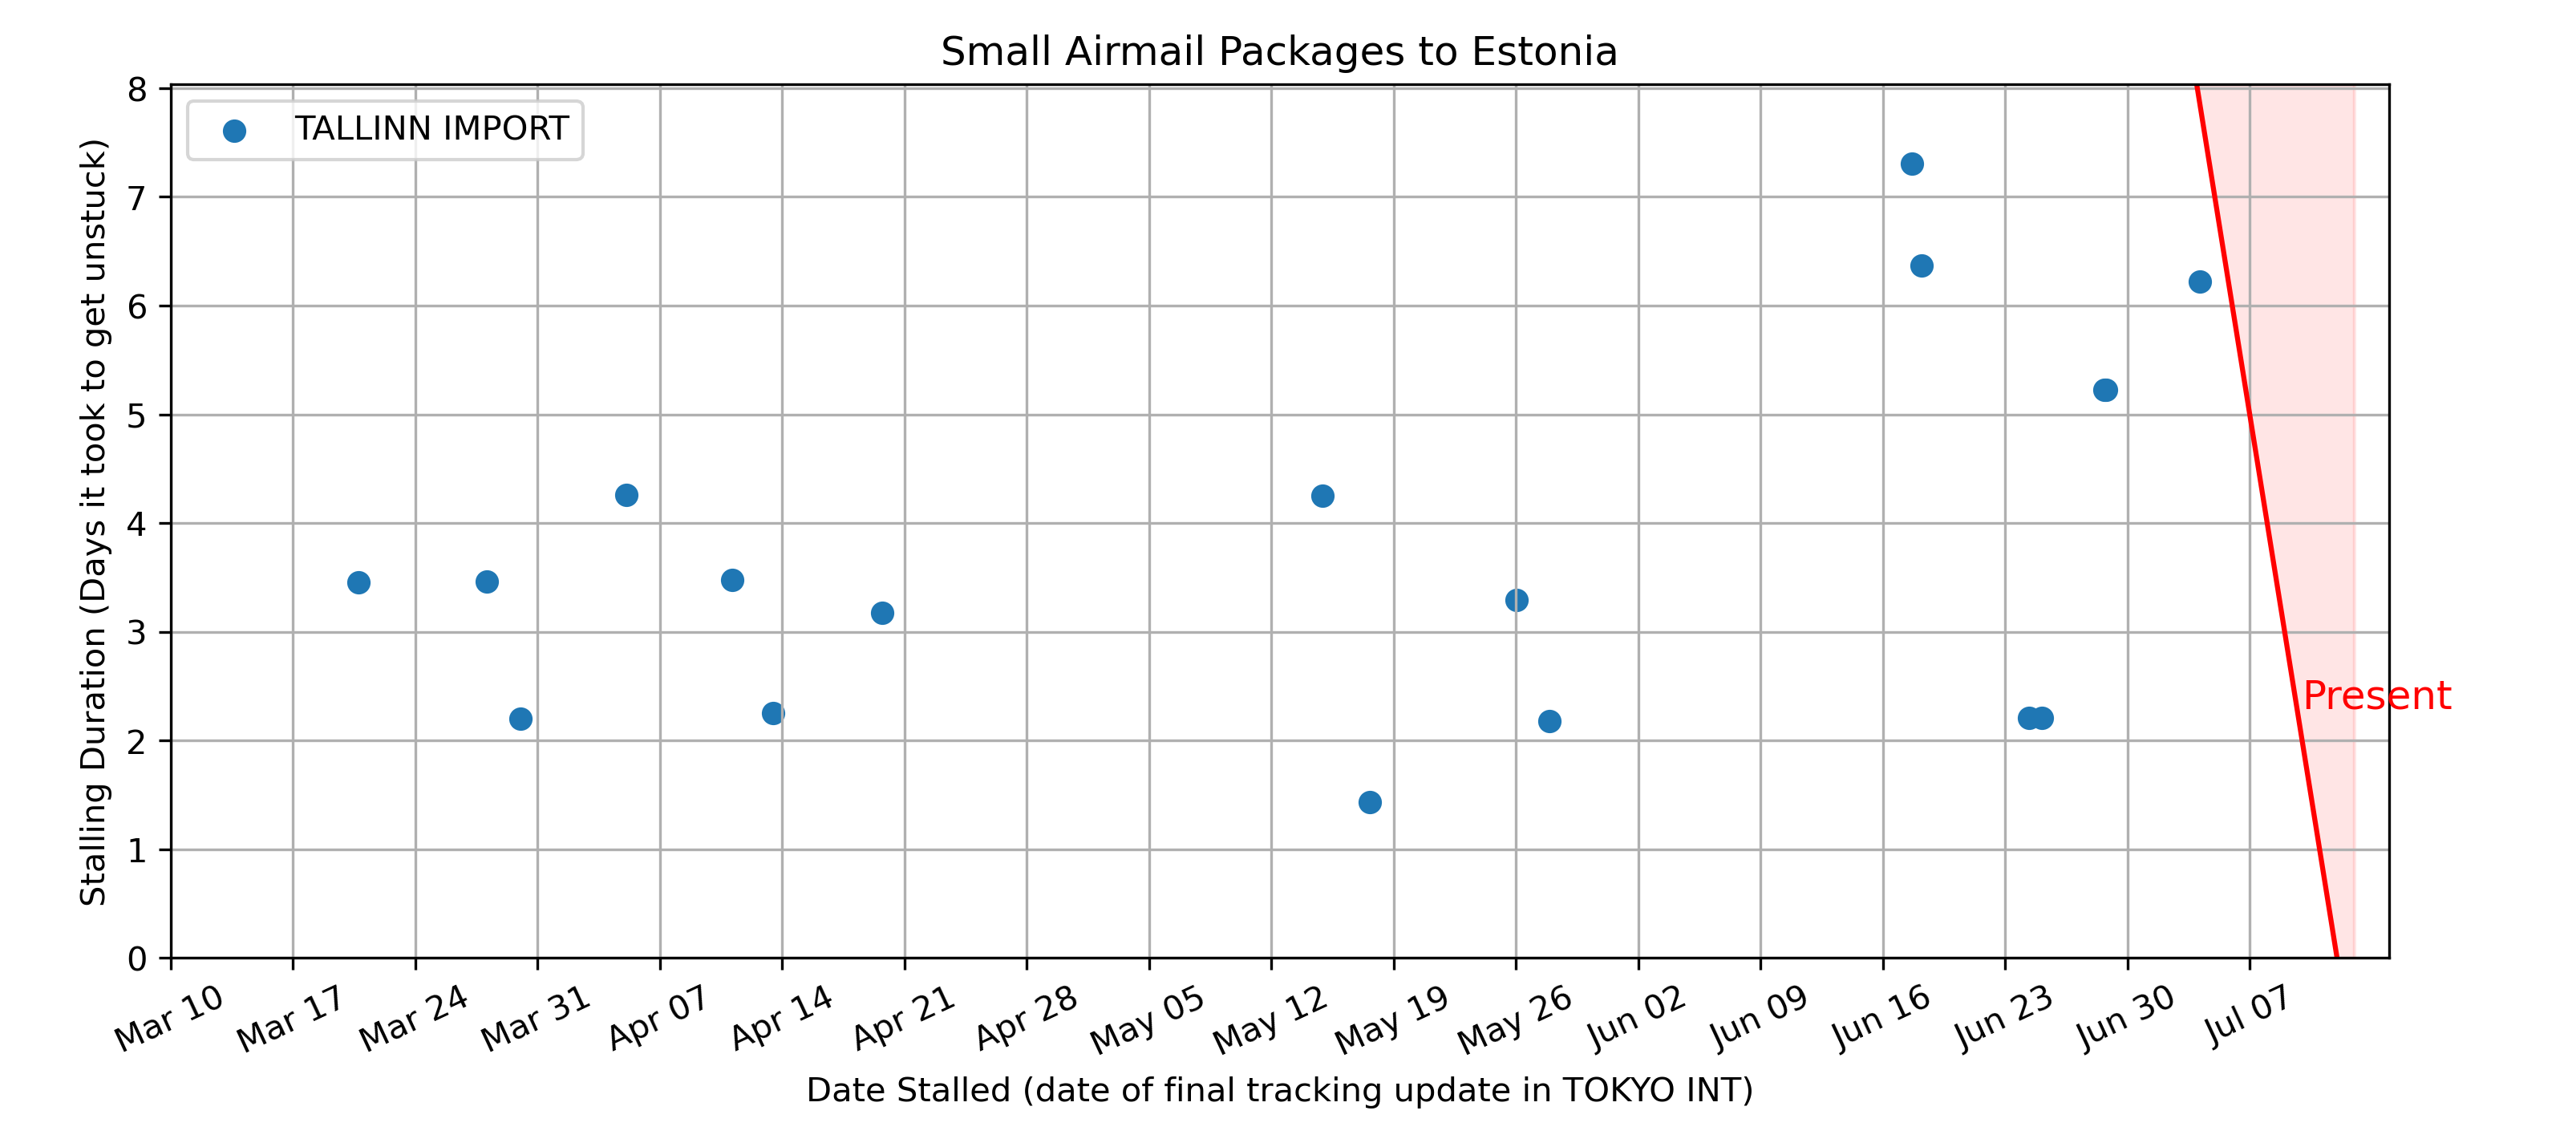 Small Airmail Packages to Estonia
TALLINN IMPORT
Stalling Duration (Days it took to get unstuck)
8
7
6
5
4
3
2
1
0
Present
Mar 10 Mar 17 Mar 24 Mar 31 Apr 07 Apr 14 Apr 21 Apr 28 May 05 May 12 May 19 May 26 Jun 02 Jun 09 Jun 16 Jun 23 Jun 30 Jul 07
Date Stalled (date of final tracking update in TOKYO INT)